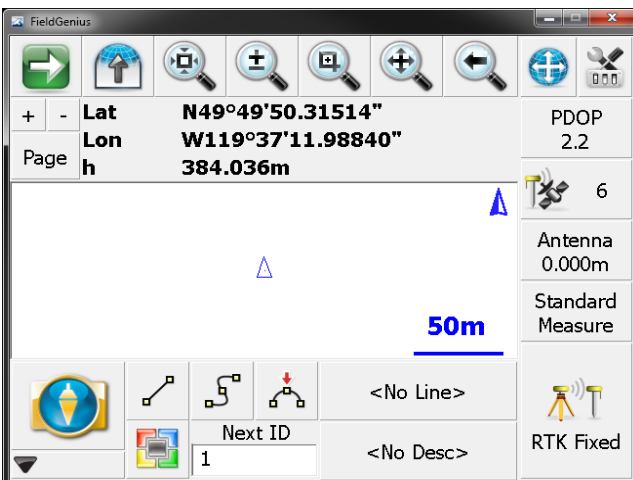 FieldGenius
+ - Lat N49°49'50.31514"
Lon W119°37'11.98840"
Page h 384.036m
PDOP
2.2
6
Antenna
0.000m
Standard
Measure
50m
<No Line>
Next ID
1
<No Desc>
RTK Fixed